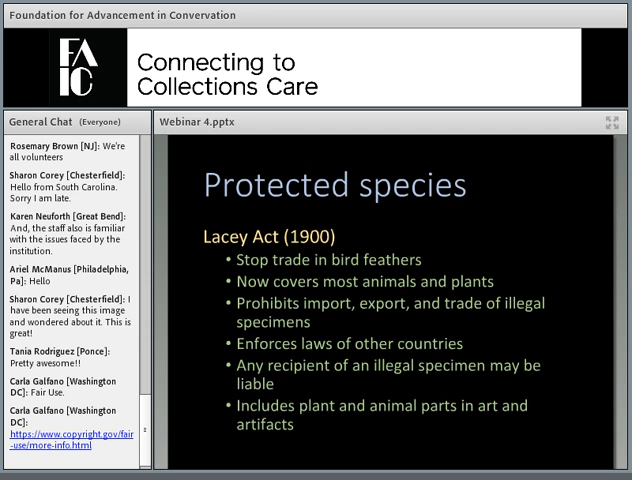 Foundation for Advancement in Convervation
FA
IC
Connecting to
Collections Care
General Chat (Everyone)
Rosemary Brown [NJ]: We're
all volunteers
Sharon Corey [Chesterfield]:
Hello from South Carolina.
Sorry I am late.
Karen Neuforth [Great Bend]:
And, the staff also is familiar
with the issues faced by the
institution.
Ariel McManus [Philadelphia,
Pa]: Hello
Sharon Corey [Chesterfield]: I
have been seeing this image
and wondered about it. This is
great!
Tania Rodriguez [Ponce]:
Pretty awesome!!
Carla Galfano [Washington
DC]: Fair Use.
Carla Galfano [Washington
DC]:
https://www.copyright.gov/fair
-use/more-info.html
Webinar 4.pptx
Protected species
Lacey Act (1900)
• Stop trade in bird feathers
• Now covers most animals and plants
• Prohibits import, export, and trade of illegal
specimens
• Enforces laws of other countries
• Any recipient of an illegal specimen may be
liable
• Includes plant and animal parts in art and
artifacts